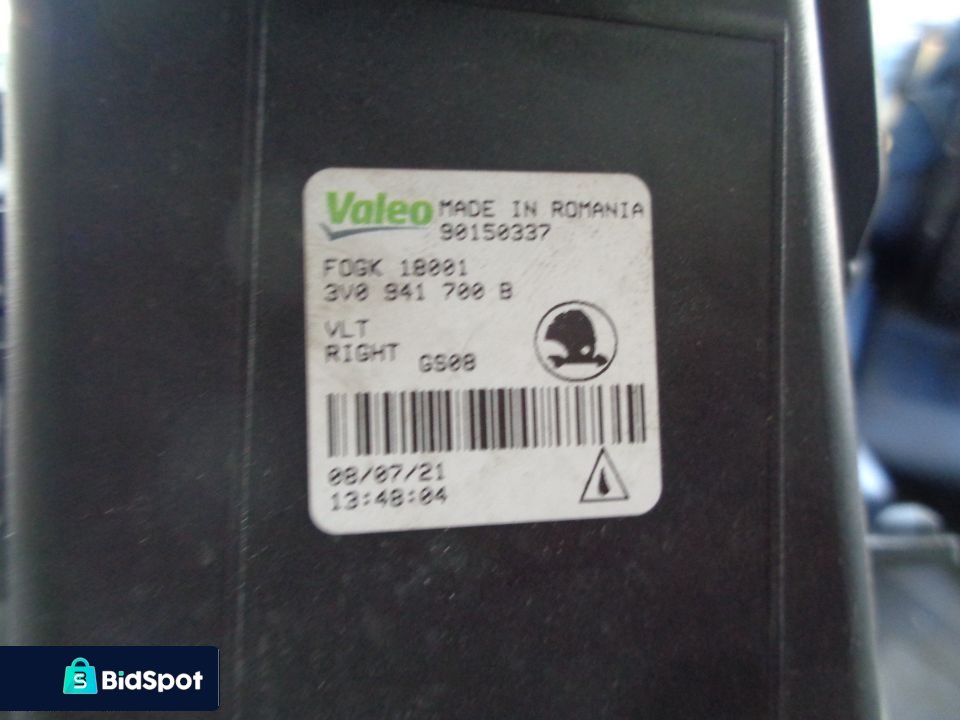 Valeo MADE IN ROMANIA
90150337
FOGK 18001
3V0 941 700 B
VLT
RIGHT GS08
08/07/21
13:48:04
BidSpot